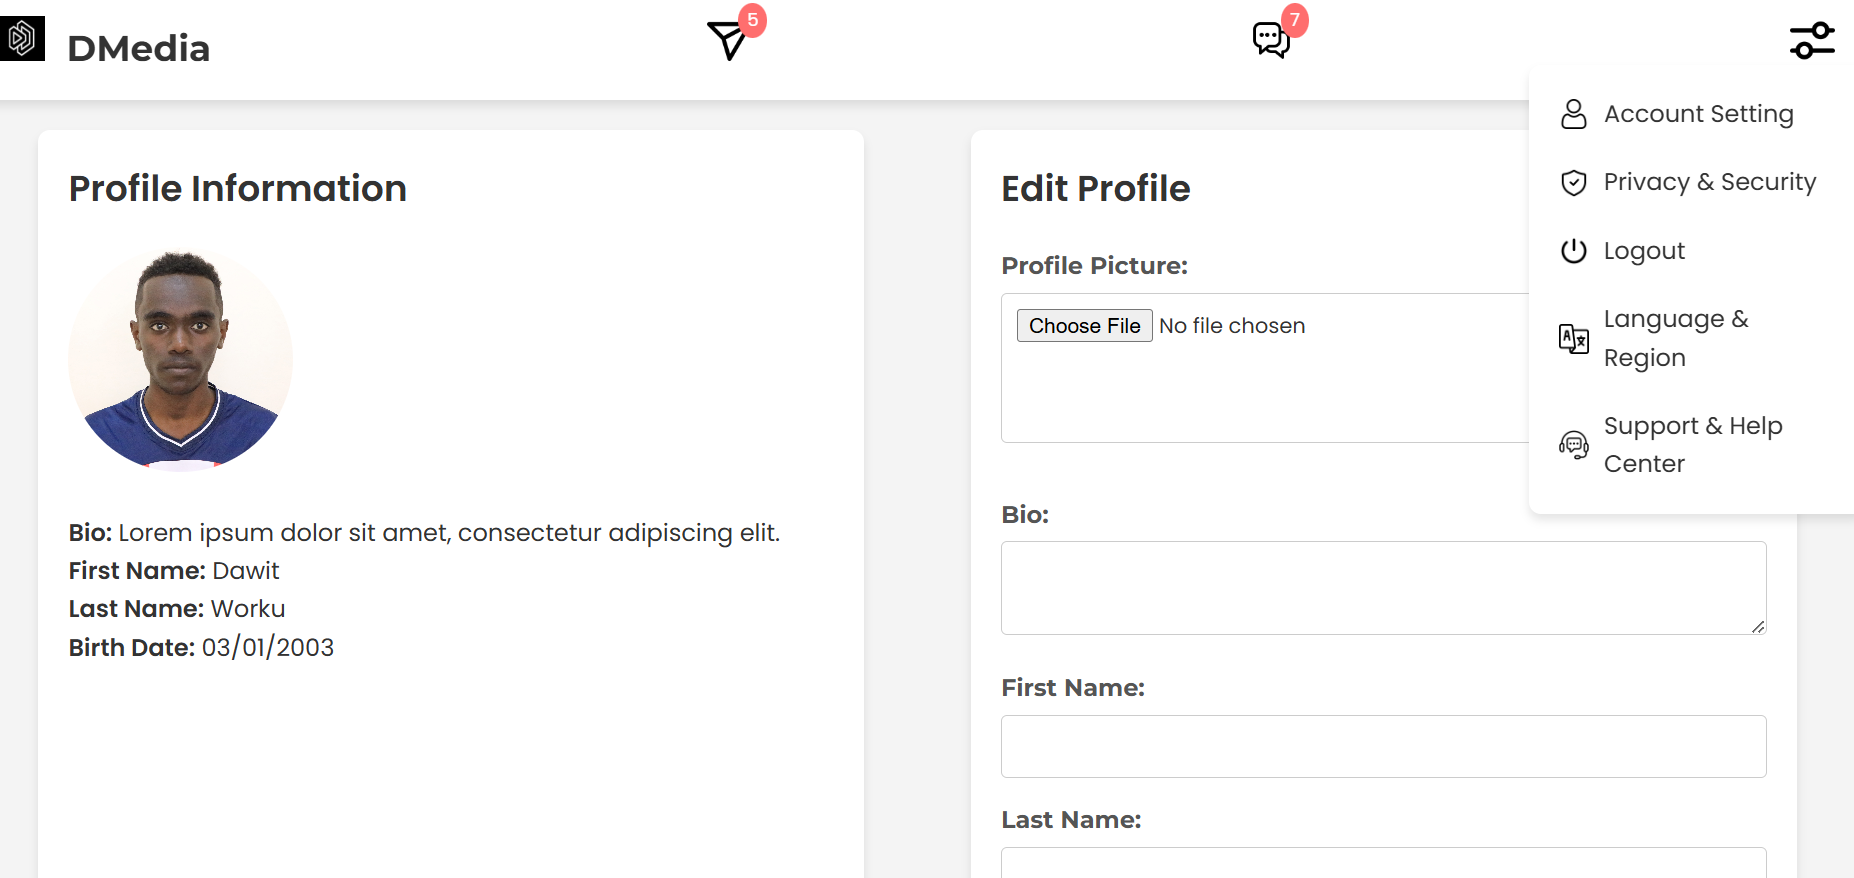 DMedia
5
7
Account Setting
Privacy & Security
Logout
Language &
Region
Support & Help
Center
Profile Information
Bio: Lorem ipsum dolor sit amet, consectetur adipiscing elit.
First Name: Dawit
Last Name: Worku
Birth Date: 03/01/2003
Edit Profile
Profile Picture:
Choose File No file chosen
Bio:
First Name:
Last Name: